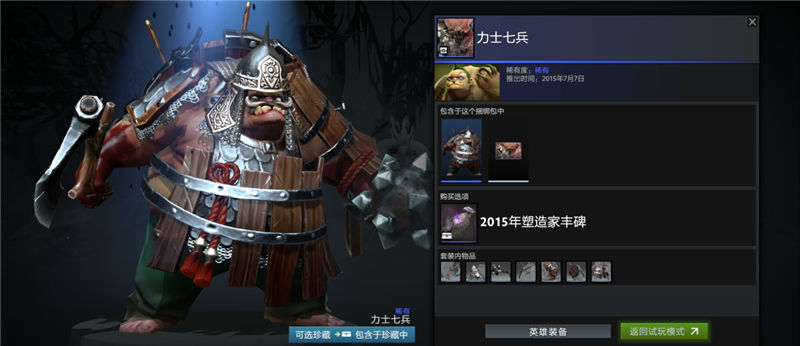 力士七兵
稀有度：稀有
推出时间：2015年7月7日
包含于这个捆绑包中
购买选项
2015年塑造家丰碑
套装内物品
稀有
力士七兵
可选珍藏 → 包含于珍藏中
英雄装备
返回试玩模式